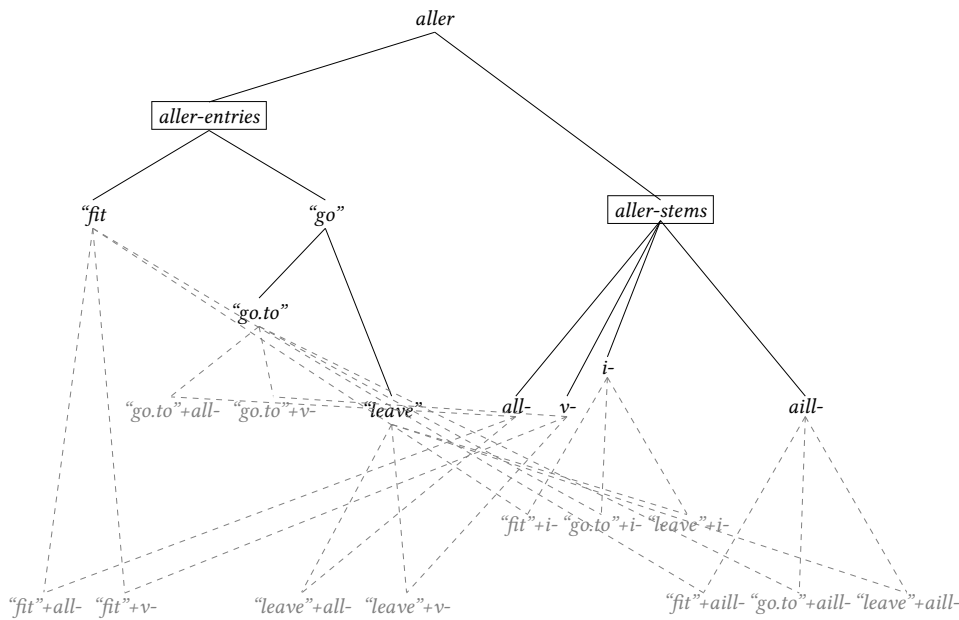 aller
aller-entries
“fit
“go”
aller-stems
“go.to”
i-
“go.to”+all- “go.to”+v-
“leave”
all- v-
aill-
“fit”+i- “go.to”+i- “leave”+i-
“fit”+all- “fit”+v-
“leave”+all- “leave”+v-
“fit”+aill- “go.to”+aill- “leave”+aill-